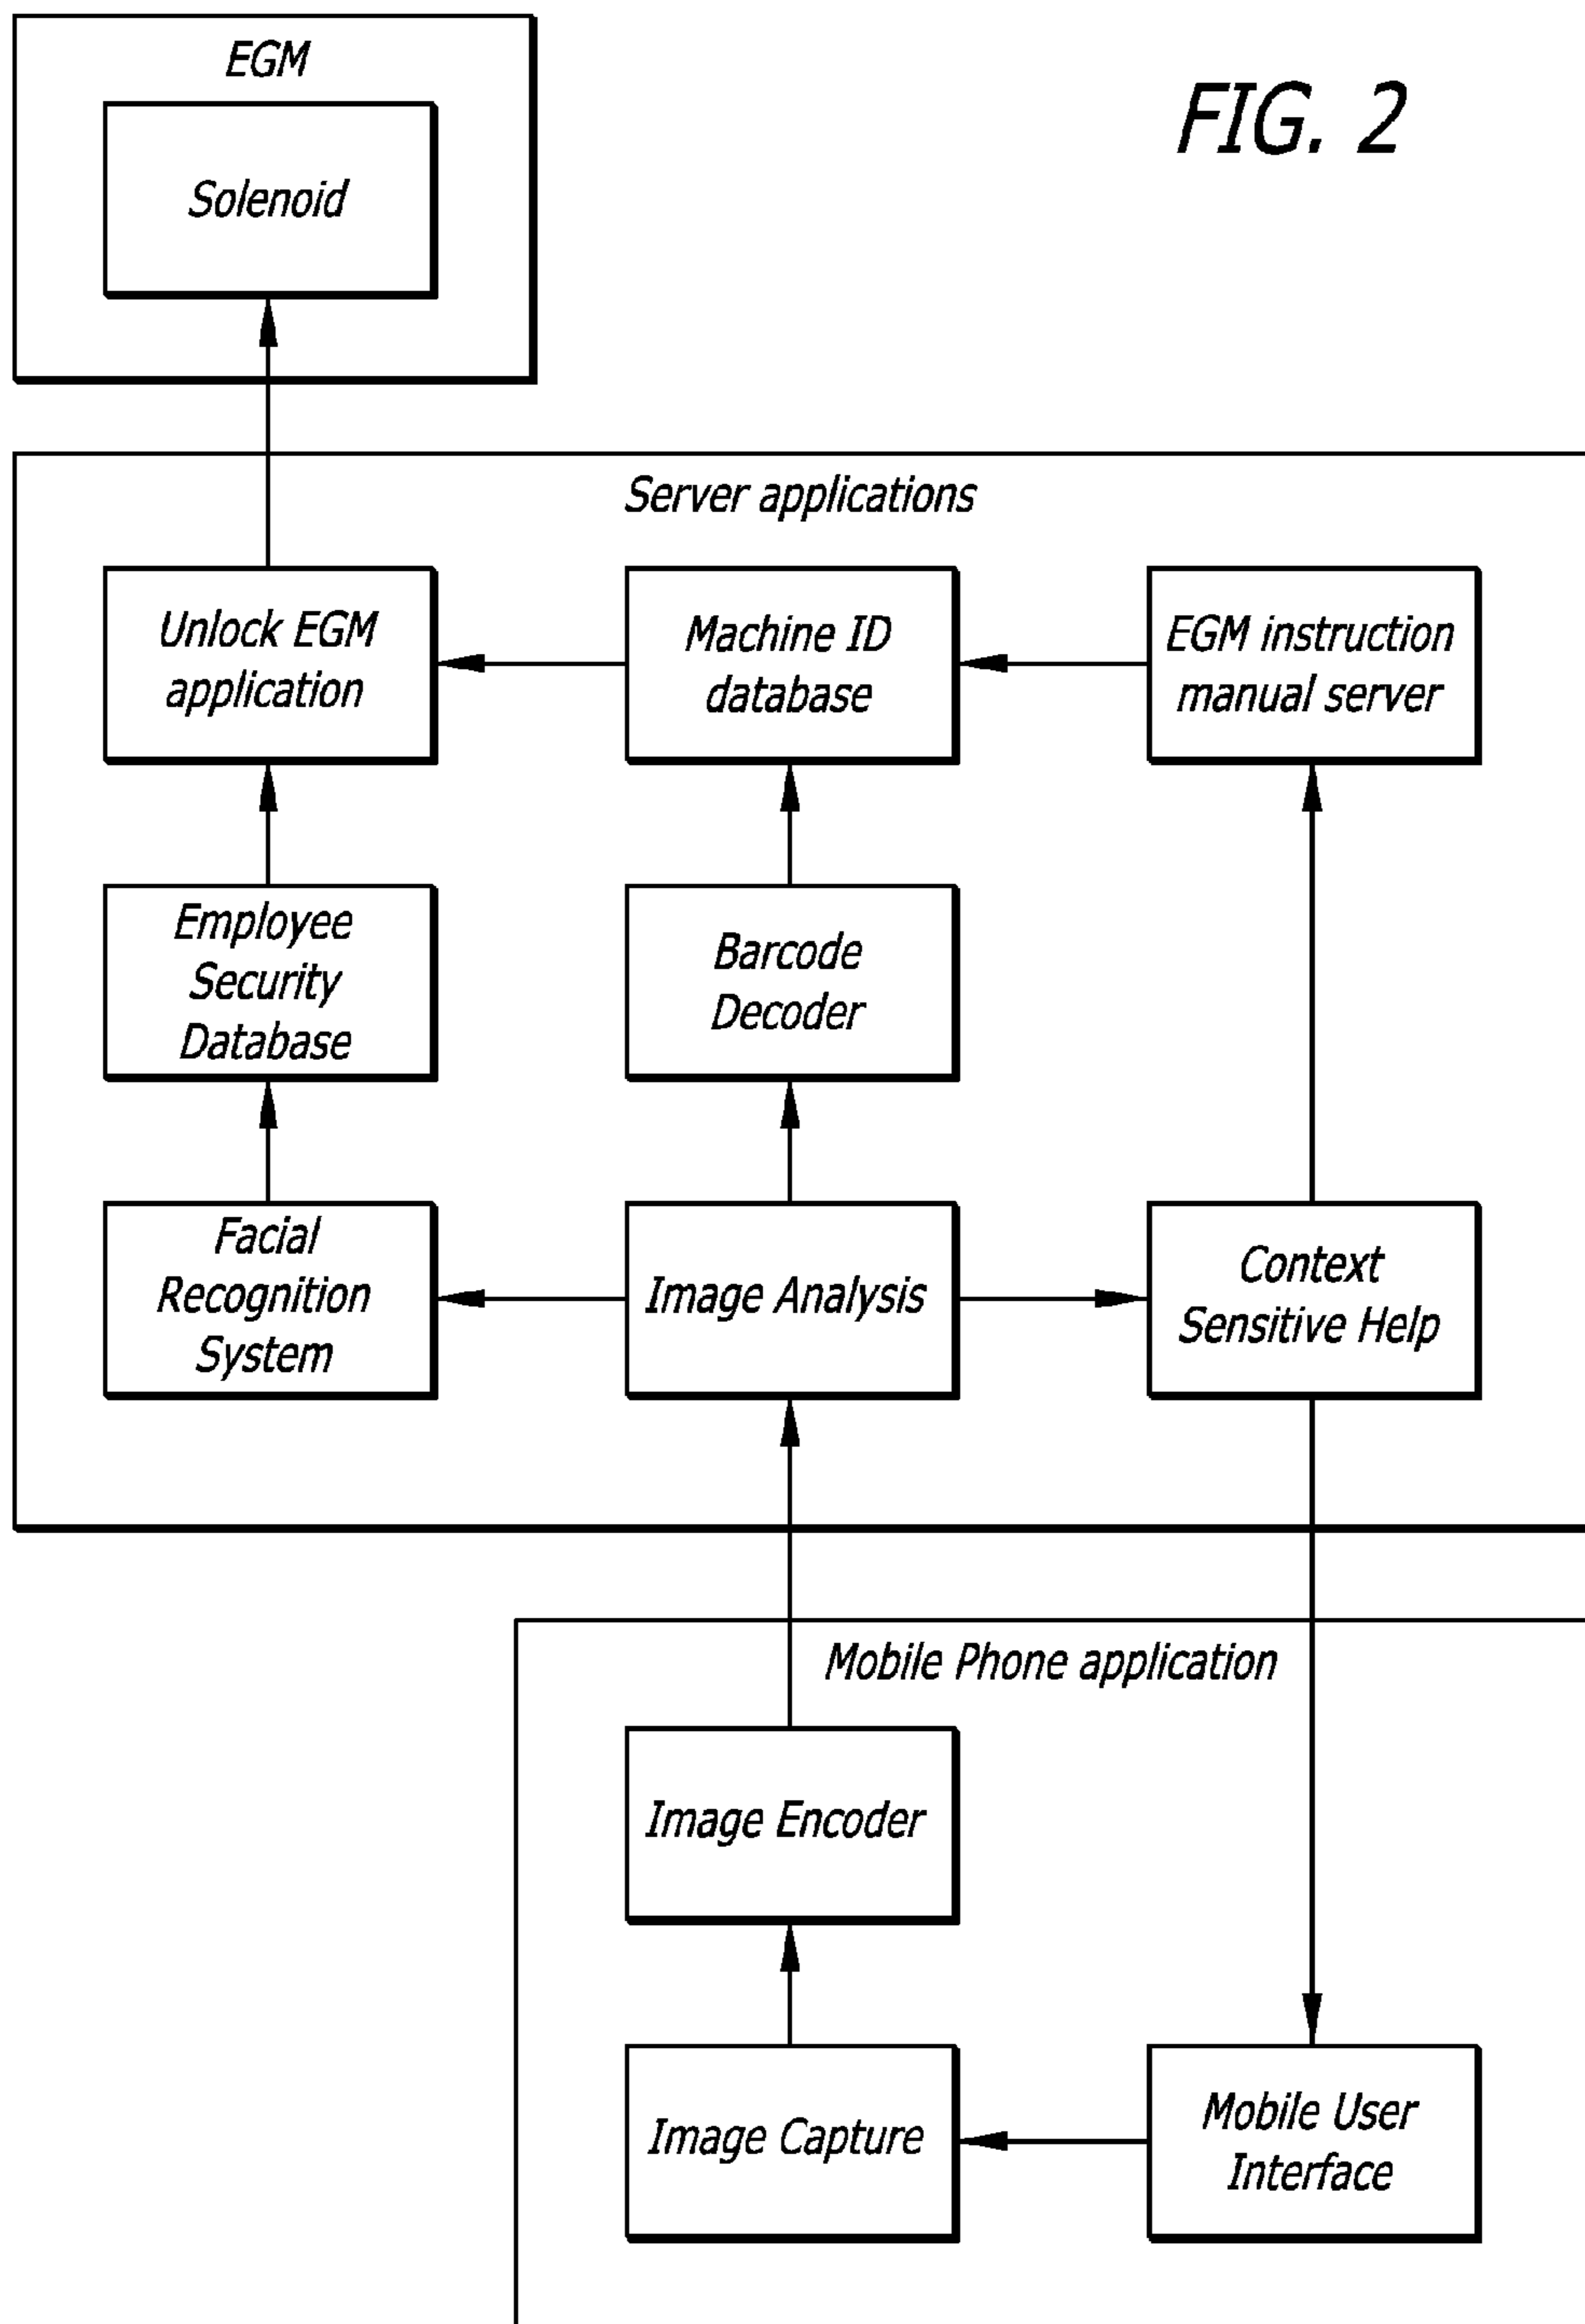 EGM
FIG. 2
Solenoid
Server applications
Unlock EGM
application
Machine ID
database
EGM instruction
manual server
Employee
Security
Database
Barcode
Decoder
Facial
Recognition
System
Image Analysis
Context
Sensitive Help
Mobile Phone application
Image Encoder
Image Capture
Mobile User
Interface